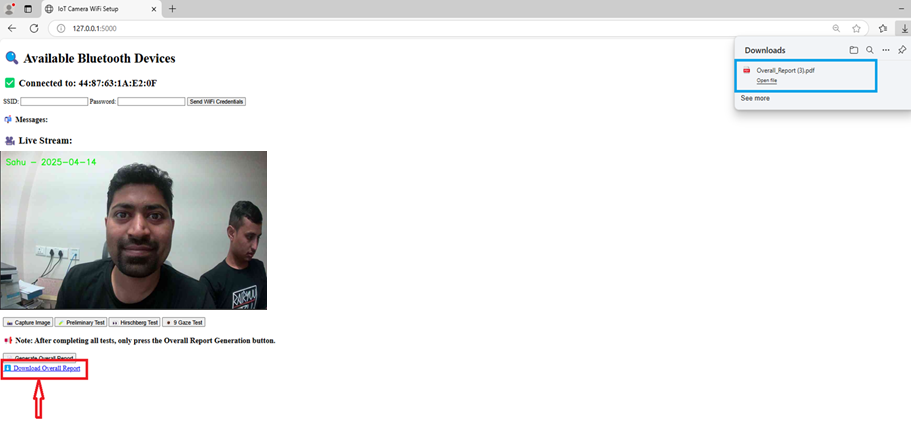 IoT Camera WiFi Setup
127.0.0.1:5000
Downloads
Overall_Report (3).pdf
Open file
See more
Available Bluetooth Devices
Connected to: 44:87:63:1A:E2:0F
SSID: Password: Send WiFi Credentials
Messages:
Live Stream:
Sahu - 2025-04-14
Capture Image Preliminary Test Hirschberg Test 9 Gaze Test
Note: After completing all tests, only press the Overall Report Generation button.
Generate Overall Report
Download Overall Report